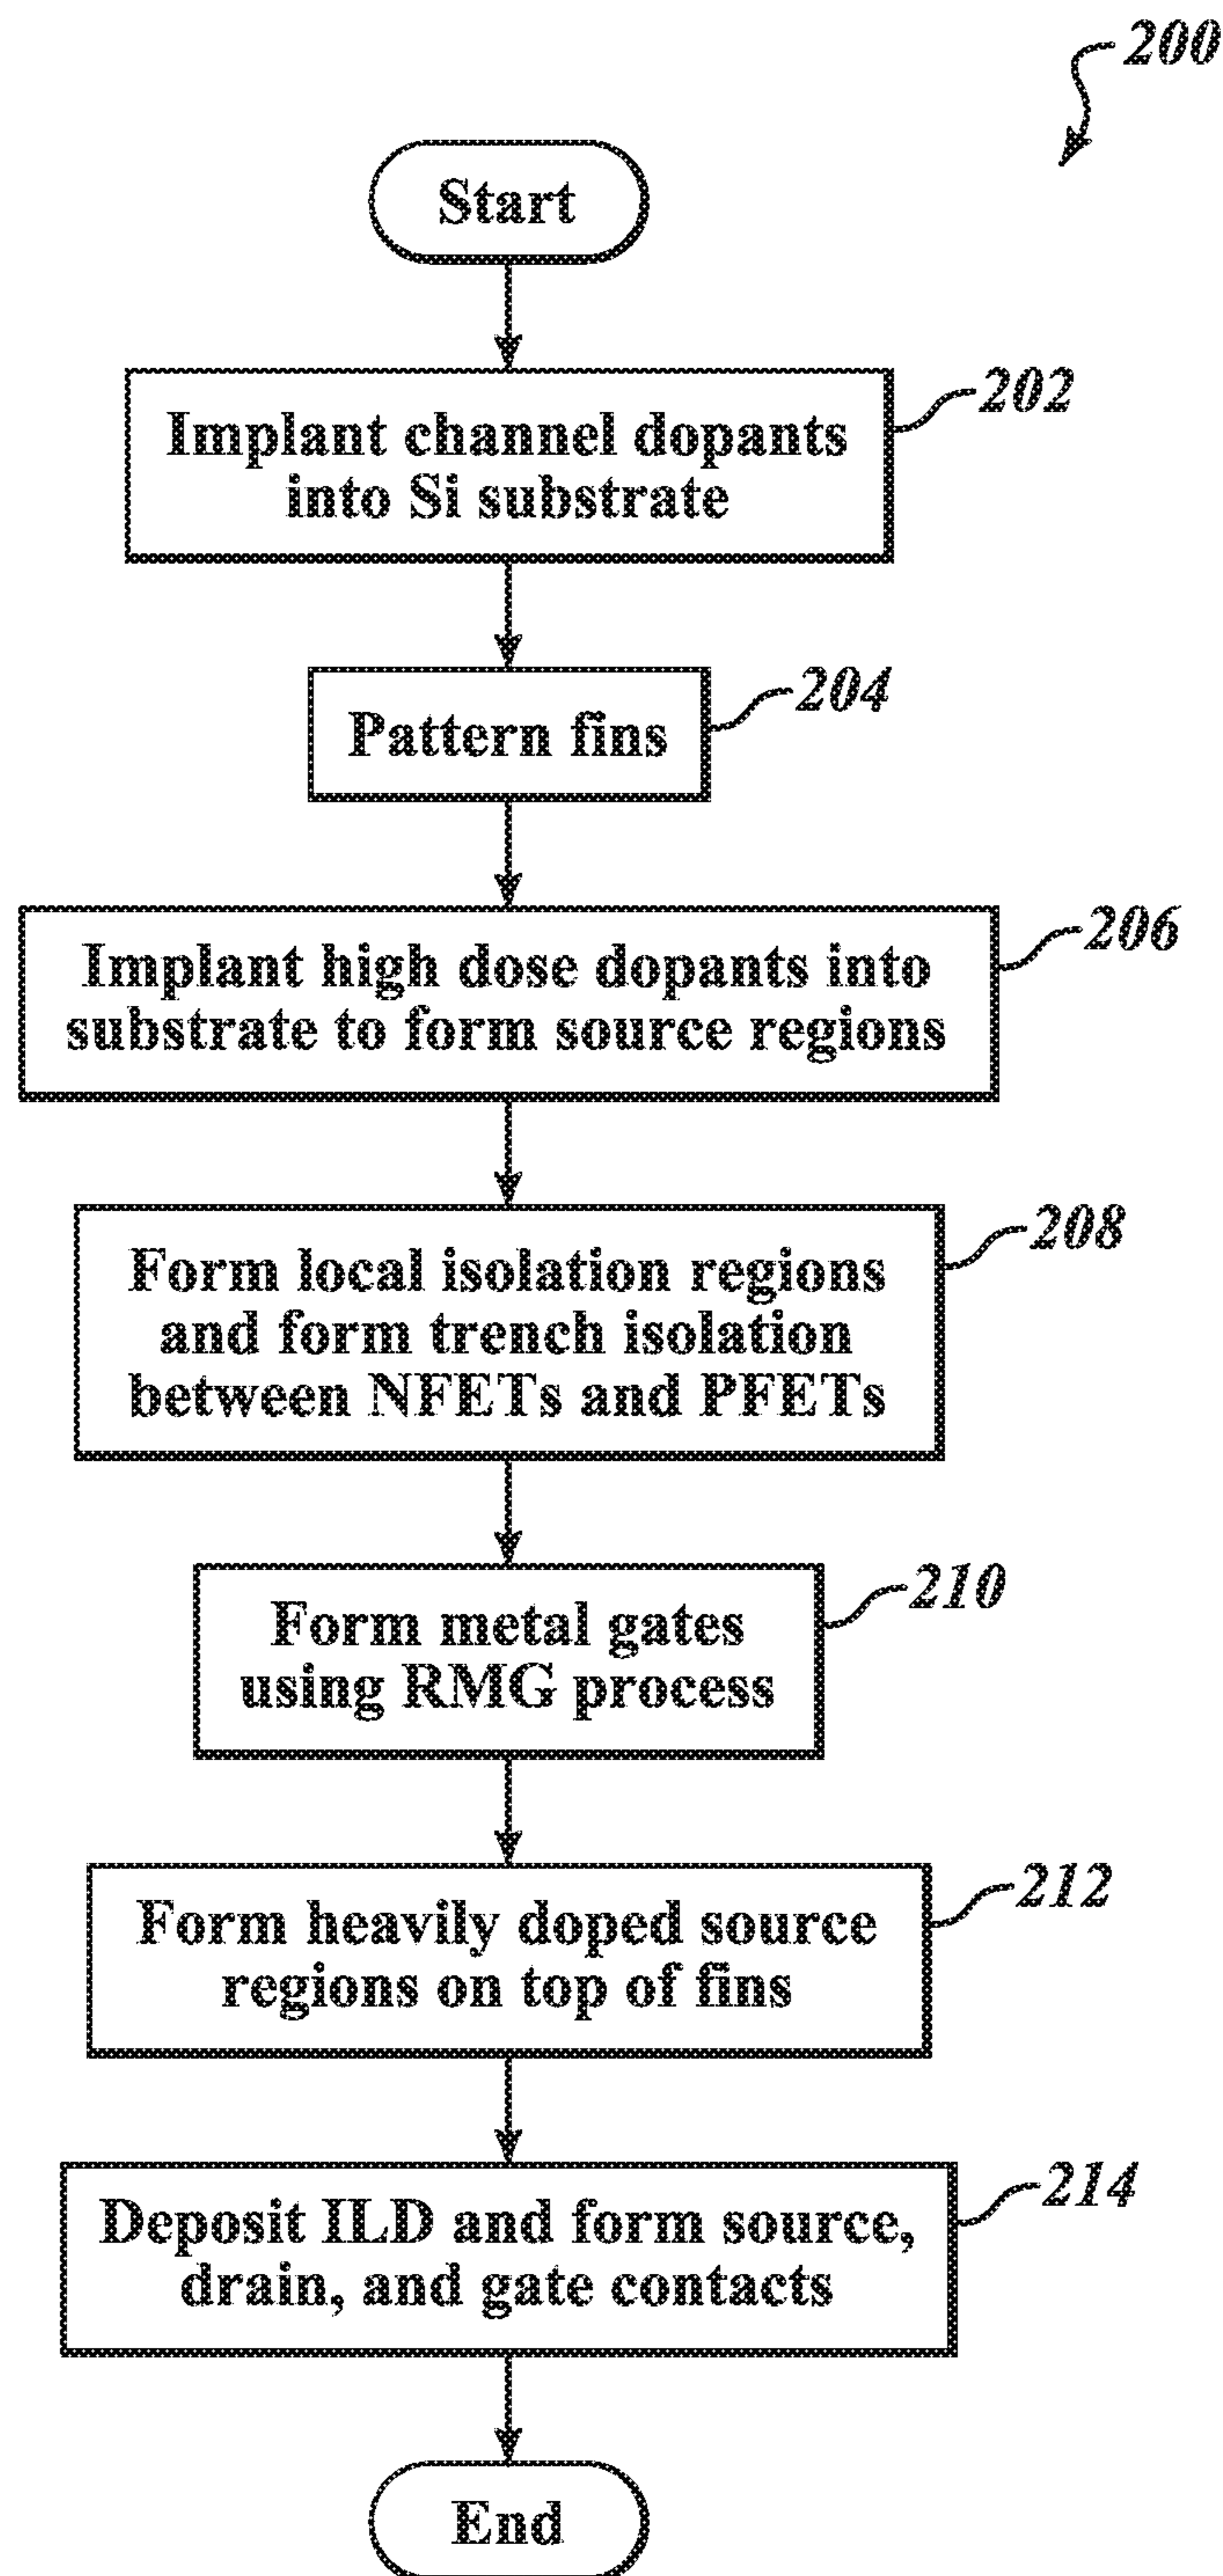 200
Start
202
Implant channel dopants
into Si substrate
204
Pattern fins
206
Implant high dose dopants into
substrate to form source regions
208
Form local isolation regions
and form trench isolation
between NFETs and PFETs
210
Form metal gates
using RMG process
212
Form heavily doped source
regions on top of fins
214
Deposit ILD and form source,
drain, and gate contacts
End